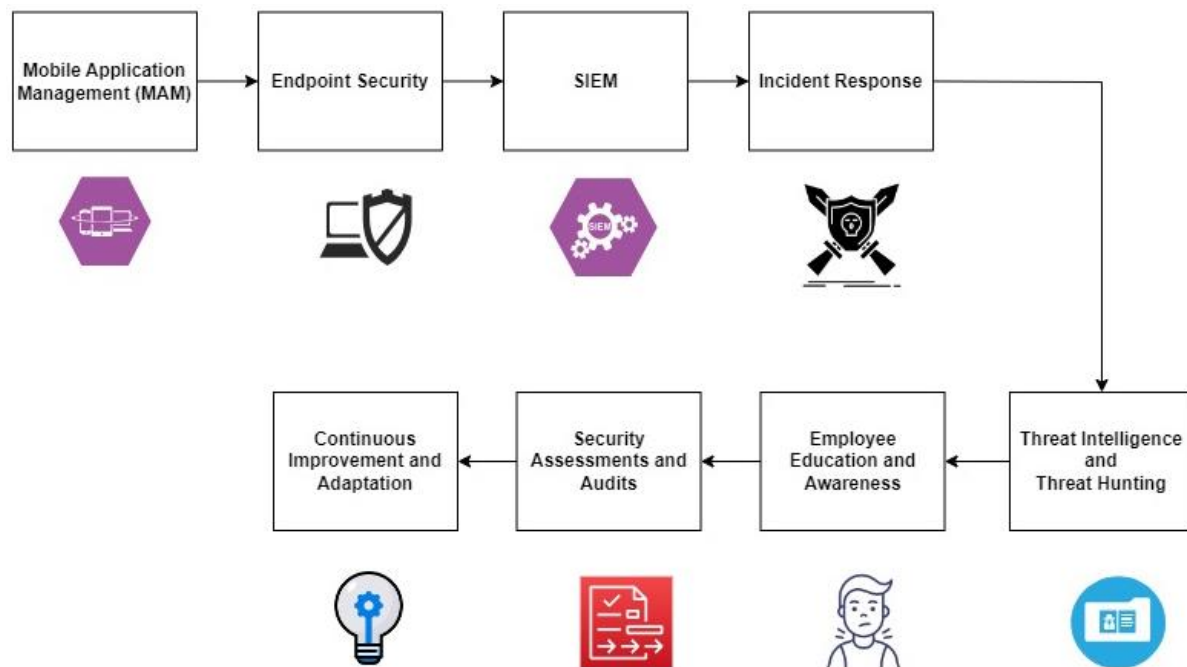 Mobile Application
Management (MAM)
Endpoint Security
SIEM
Incident Response
SIEM
Threat Intelligence
and
Threat Hunting
Employee
Education and
Awareness
Security
Assessments and
Audits
Continuous
Improvement and
Adaptation